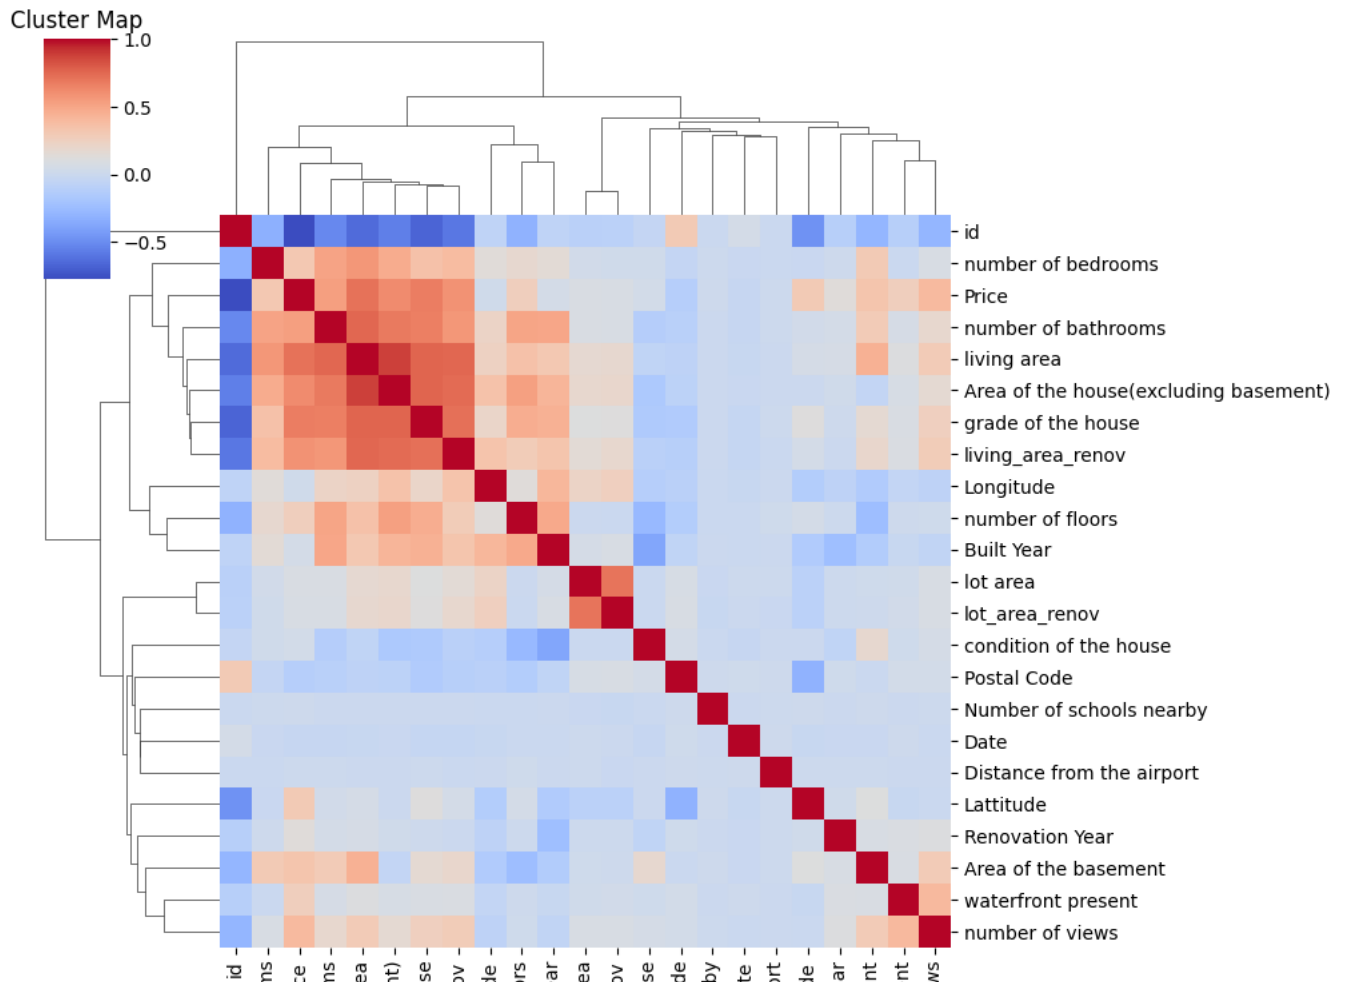 Cluster Map
1.0
0.5
0.0
−0.5
id
number of bedrooms
Price
number of bathrooms
living area
Area of the house(excluding basement)
grade of the house
living_area_renov
Longitude
number of floors
Built Year
lot area
lot_area_renov
condition of the house
Postal Code
Number of schools nearby
Date
Distance from the airport
Lattitude
Renovation Year
Area of the basement
waterfront present
number of views
id
ms
ce
ms
ea
nt)
se
ov
de
ors
ar
ea
ov
se
de
by
te
ort
de
ar
nt
nt
ws